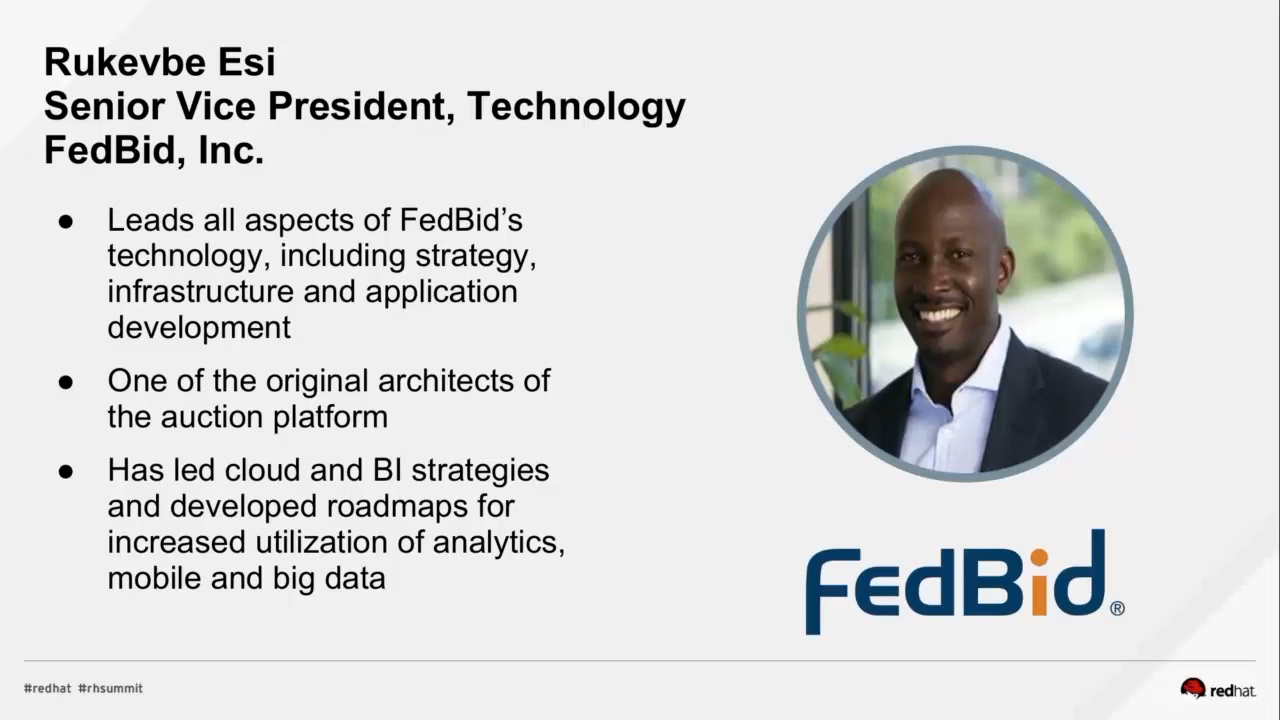 Rukevbe Esi
Senior Vice President, Technology
FedBid, Inc.
● Leads all aspects of FedBid’s
technology, including strategy,
infrastructure and application
development
● One of the original architects of
the auction platform
● Has led cloud and BI strategies
and developed roadmaps for
increased utilization of analytics,
mobile and big data
FedBid®
#redhat #rhsummit
redhat.